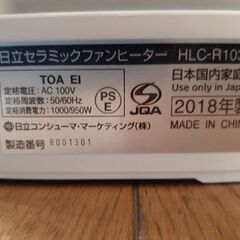 日立セラミックファンヒーター HLC-R103
TOA EI
定格電圧：AC 100V
定格周波数：50/60Hz
定格消費電力：1000/950W
PS
E
JQA
日本国内家庭
Use only in Japa
2018年製
MADE IN CHIN
日立コンシューマ・マーケティング(株)
製造番号 8001301